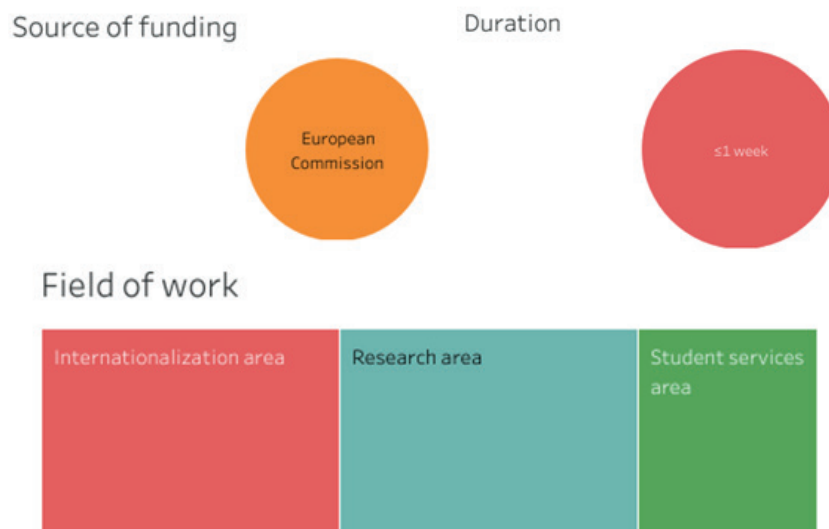 Source of funding
Duration
European
Commission
≤1 week
Field of work
Internationalization area
Research area
Student services
area